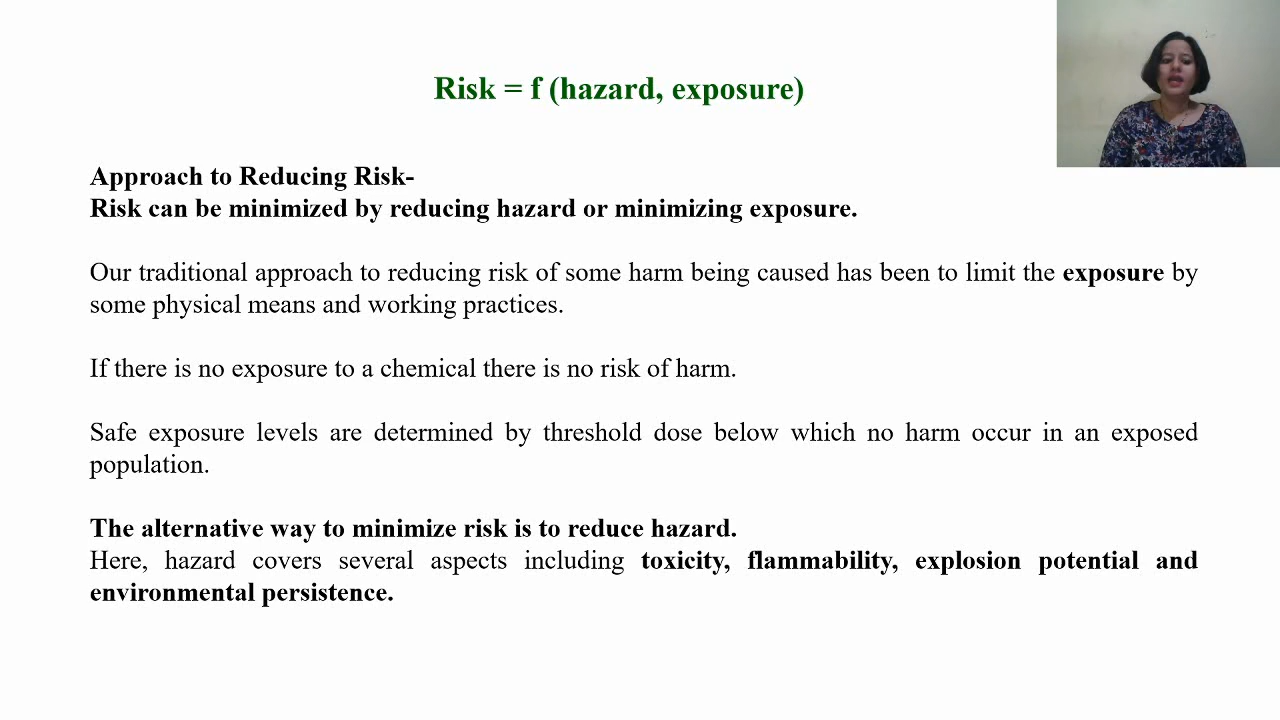 Risk = f (hazard, exposure)
Approach to Reducing Risk-
Risk can be minimized by reducing hazard or minimizing exposure.
Our traditional approach to reducing risk of some harm being caused has been to limit the exposure by
some physical means and working practices.
If there is no exposure to a chemical there is no risk of harm.
Safe exposure levels are determined by threshold dose below which no harm occur in an exposed
population.
The alternative way to minimize risk is to reduce hazard.
Here, hazard covers several aspects including toxicity, flammability, explosion potential and
environmental persistence.